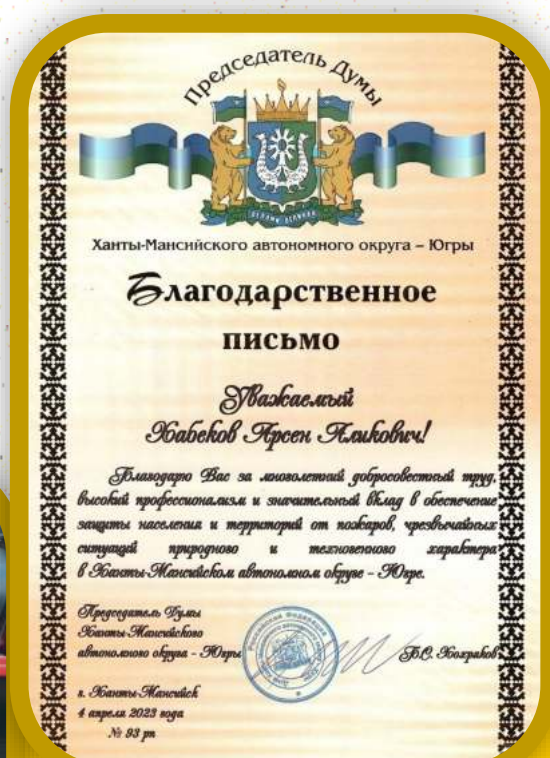 Председатель Думы
Ханты-Мансийского автономного округа – Югры
Благодарственное
письмо
Уважаемый
Хабеков Арсен Аликович!
Благодарю Вас за многолетний добросовестный труд,
высокий профессионализм и значительный вклад в обеспечение
защиты населения и территорий от пожаров, чрезвычайных
ситуаций природного и техногенного характера
в Ханты-Мансийском автономном округе – Югре.
Председатель Думы
Ханты-Мансийского
автономного округа – Югры
Б.С. Хохряков
г. Ханты-Мансийск
4 апреля 2023 года
№ 93 рп